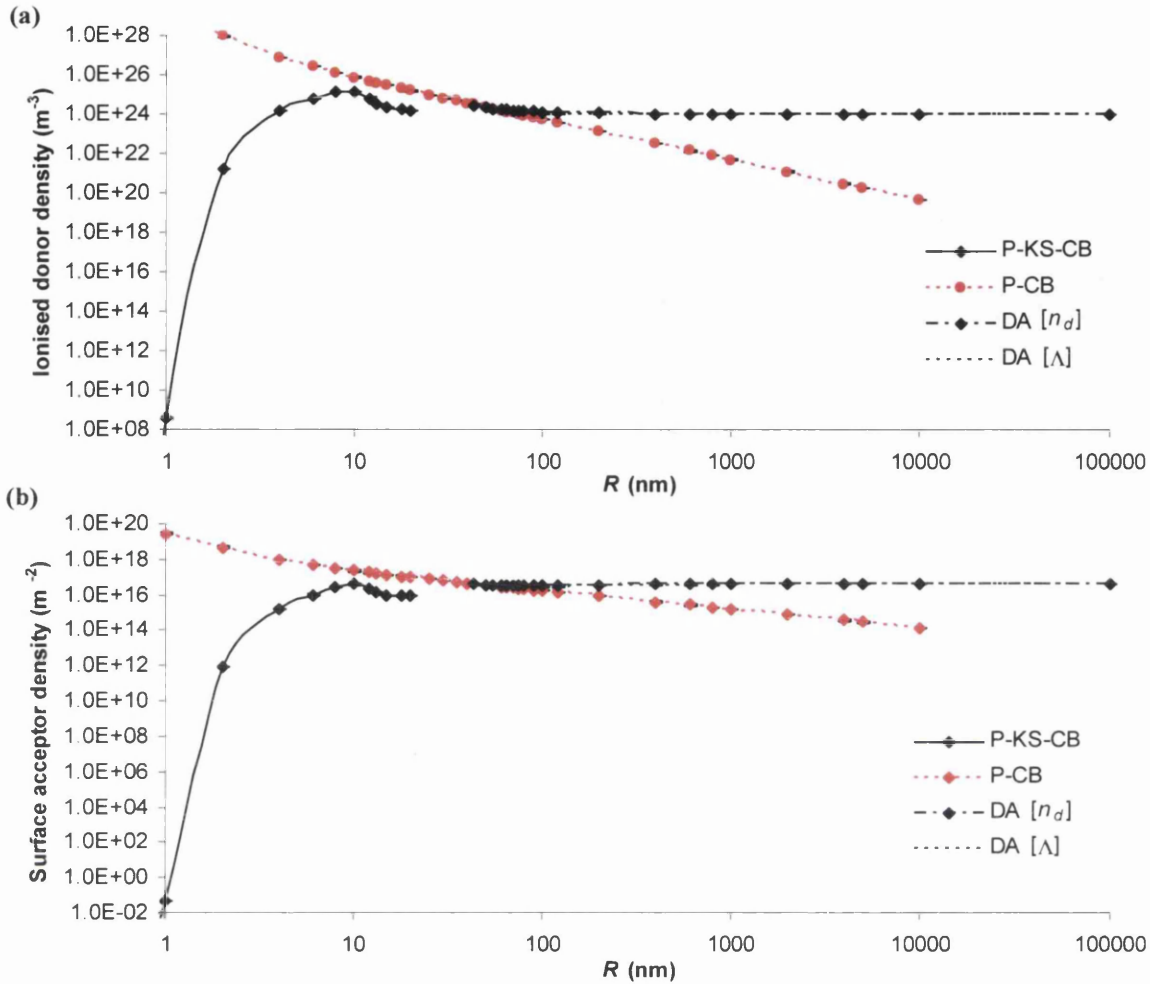 (a)
Ionised donor density (m⁻³)
1.0E+28
1.0E+26
1.0E+24
1.0E+22
1.0E+20
1.0E+18
1.0E+16
1.0E+14
1.0E+12
1.0E+10
1.0E+08
1 10 100 1000 10000 100000
R (nm)
P-KS-CB
P-CB
DA [n_d]
DA [Λ]
(b)
Surface acceptor density (m⁻²)
1.0E+20
1.0E+18
1.0E+16
1.0E+14
1.0E+12
1.0E+10
1.0E+08
1.0E+06
1.0E+04
1.0E+02
1.0E+00
1.0E-02
1 10 100 1000 10000 100000
R (nm)
P-KS-CB
P-CB
DA [n_d]
DA [Λ]